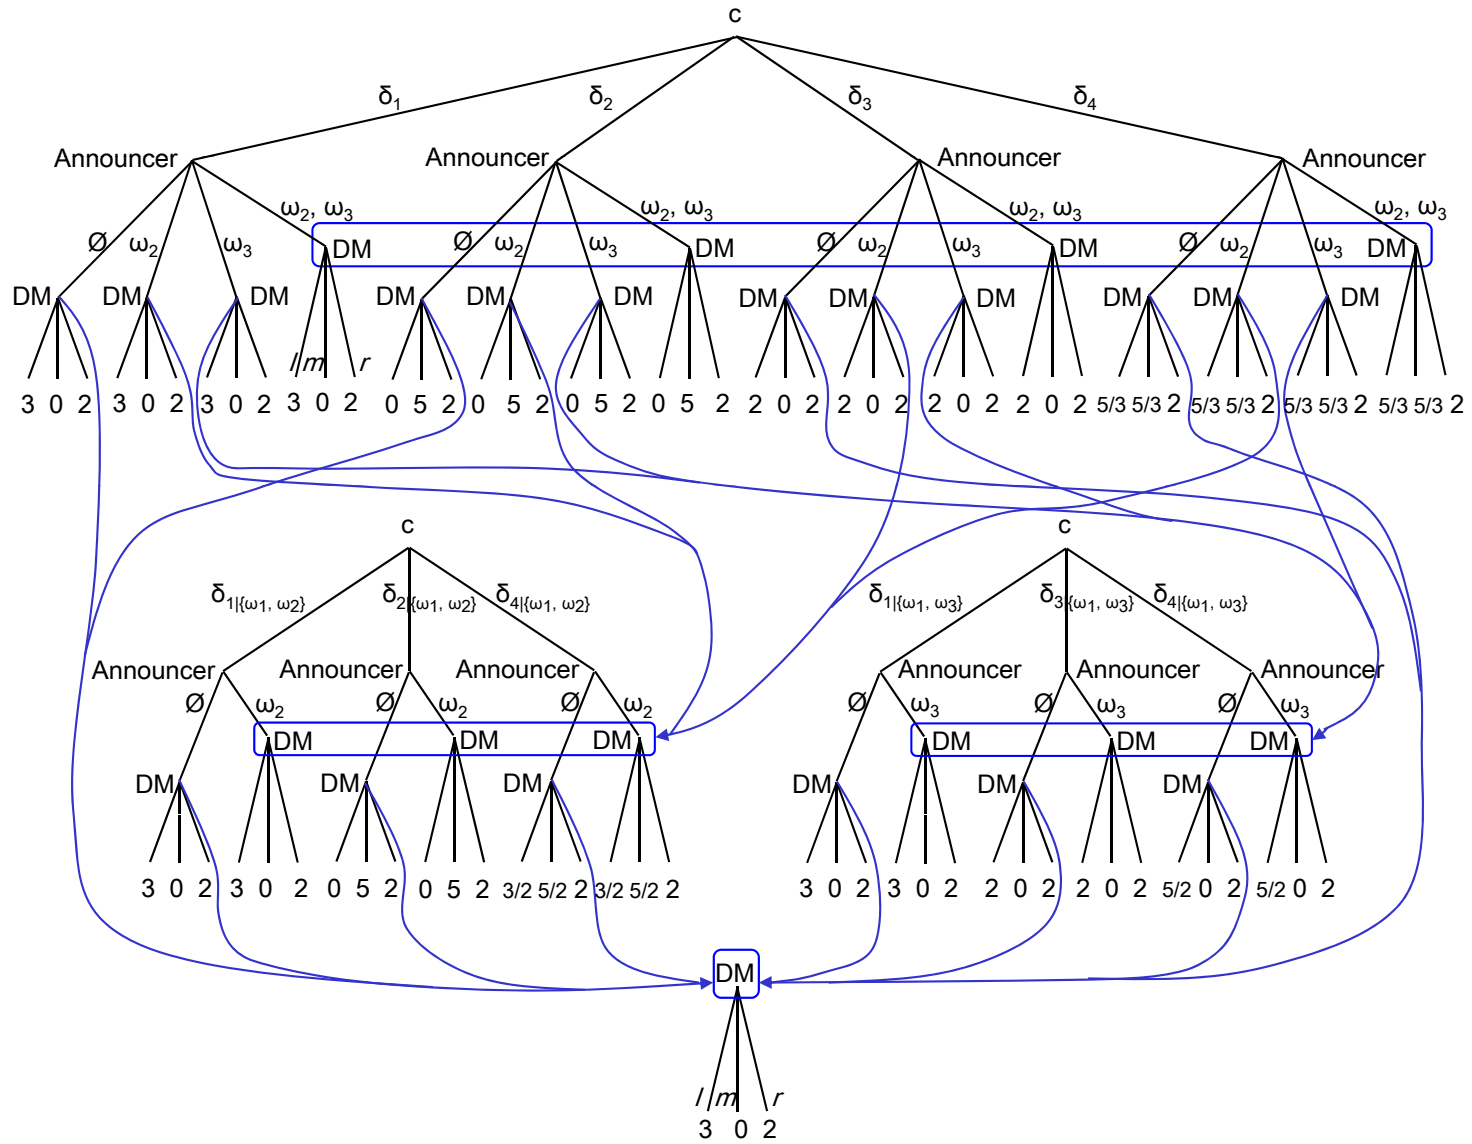 c
δ1 δ2 δ3 δ4
Announcer Announcer Announcer Announcer
ω2, ω3 ω2, ω3 ω2, ω3 ω2, ω3
Ø ω2 ω3 DM Ø ω2 ω3 DM Ø ω2 ω3 DM Ø ω2 ω3 DM
DM DM DM DM DM DM DM DM DM DM DM DM
l m r
3 0 2 3 0 2 3 0 2 3 0 2 0 5 2 0 5 2 0 5 2 0 5 2 2 0 2 2 0 2 2 0 2 2 0 2 5/3 5/3 2 5/3 5/3 2 5/3 5/3 2 5/3 5/3 2
c c
δ1|{ω1, ω2} δ2|{ω1, ω2} δ4|{ω1, ω2} δ1|{ω1, ω3} δ3|{ω1, ω3} δ4|{ω1, ω3}
Announcer Announcer Announcer Announcer Announcer Announcer
Ø ω2 Ø ω2 Ø ω2 Ø ω3 Ø ω3 Ø ω3
DM DM DM DM DM DM
DM DM DM DM DM DM
3 0 2 3 0 2 0 5 2 0 5 2 3/2 5/2 2 3/2 5/2 2 3 0 2 3 0 2 2 0 2 2 0 2 5/2 0 2 5/2 0 2
DM
l m r
3 0 2